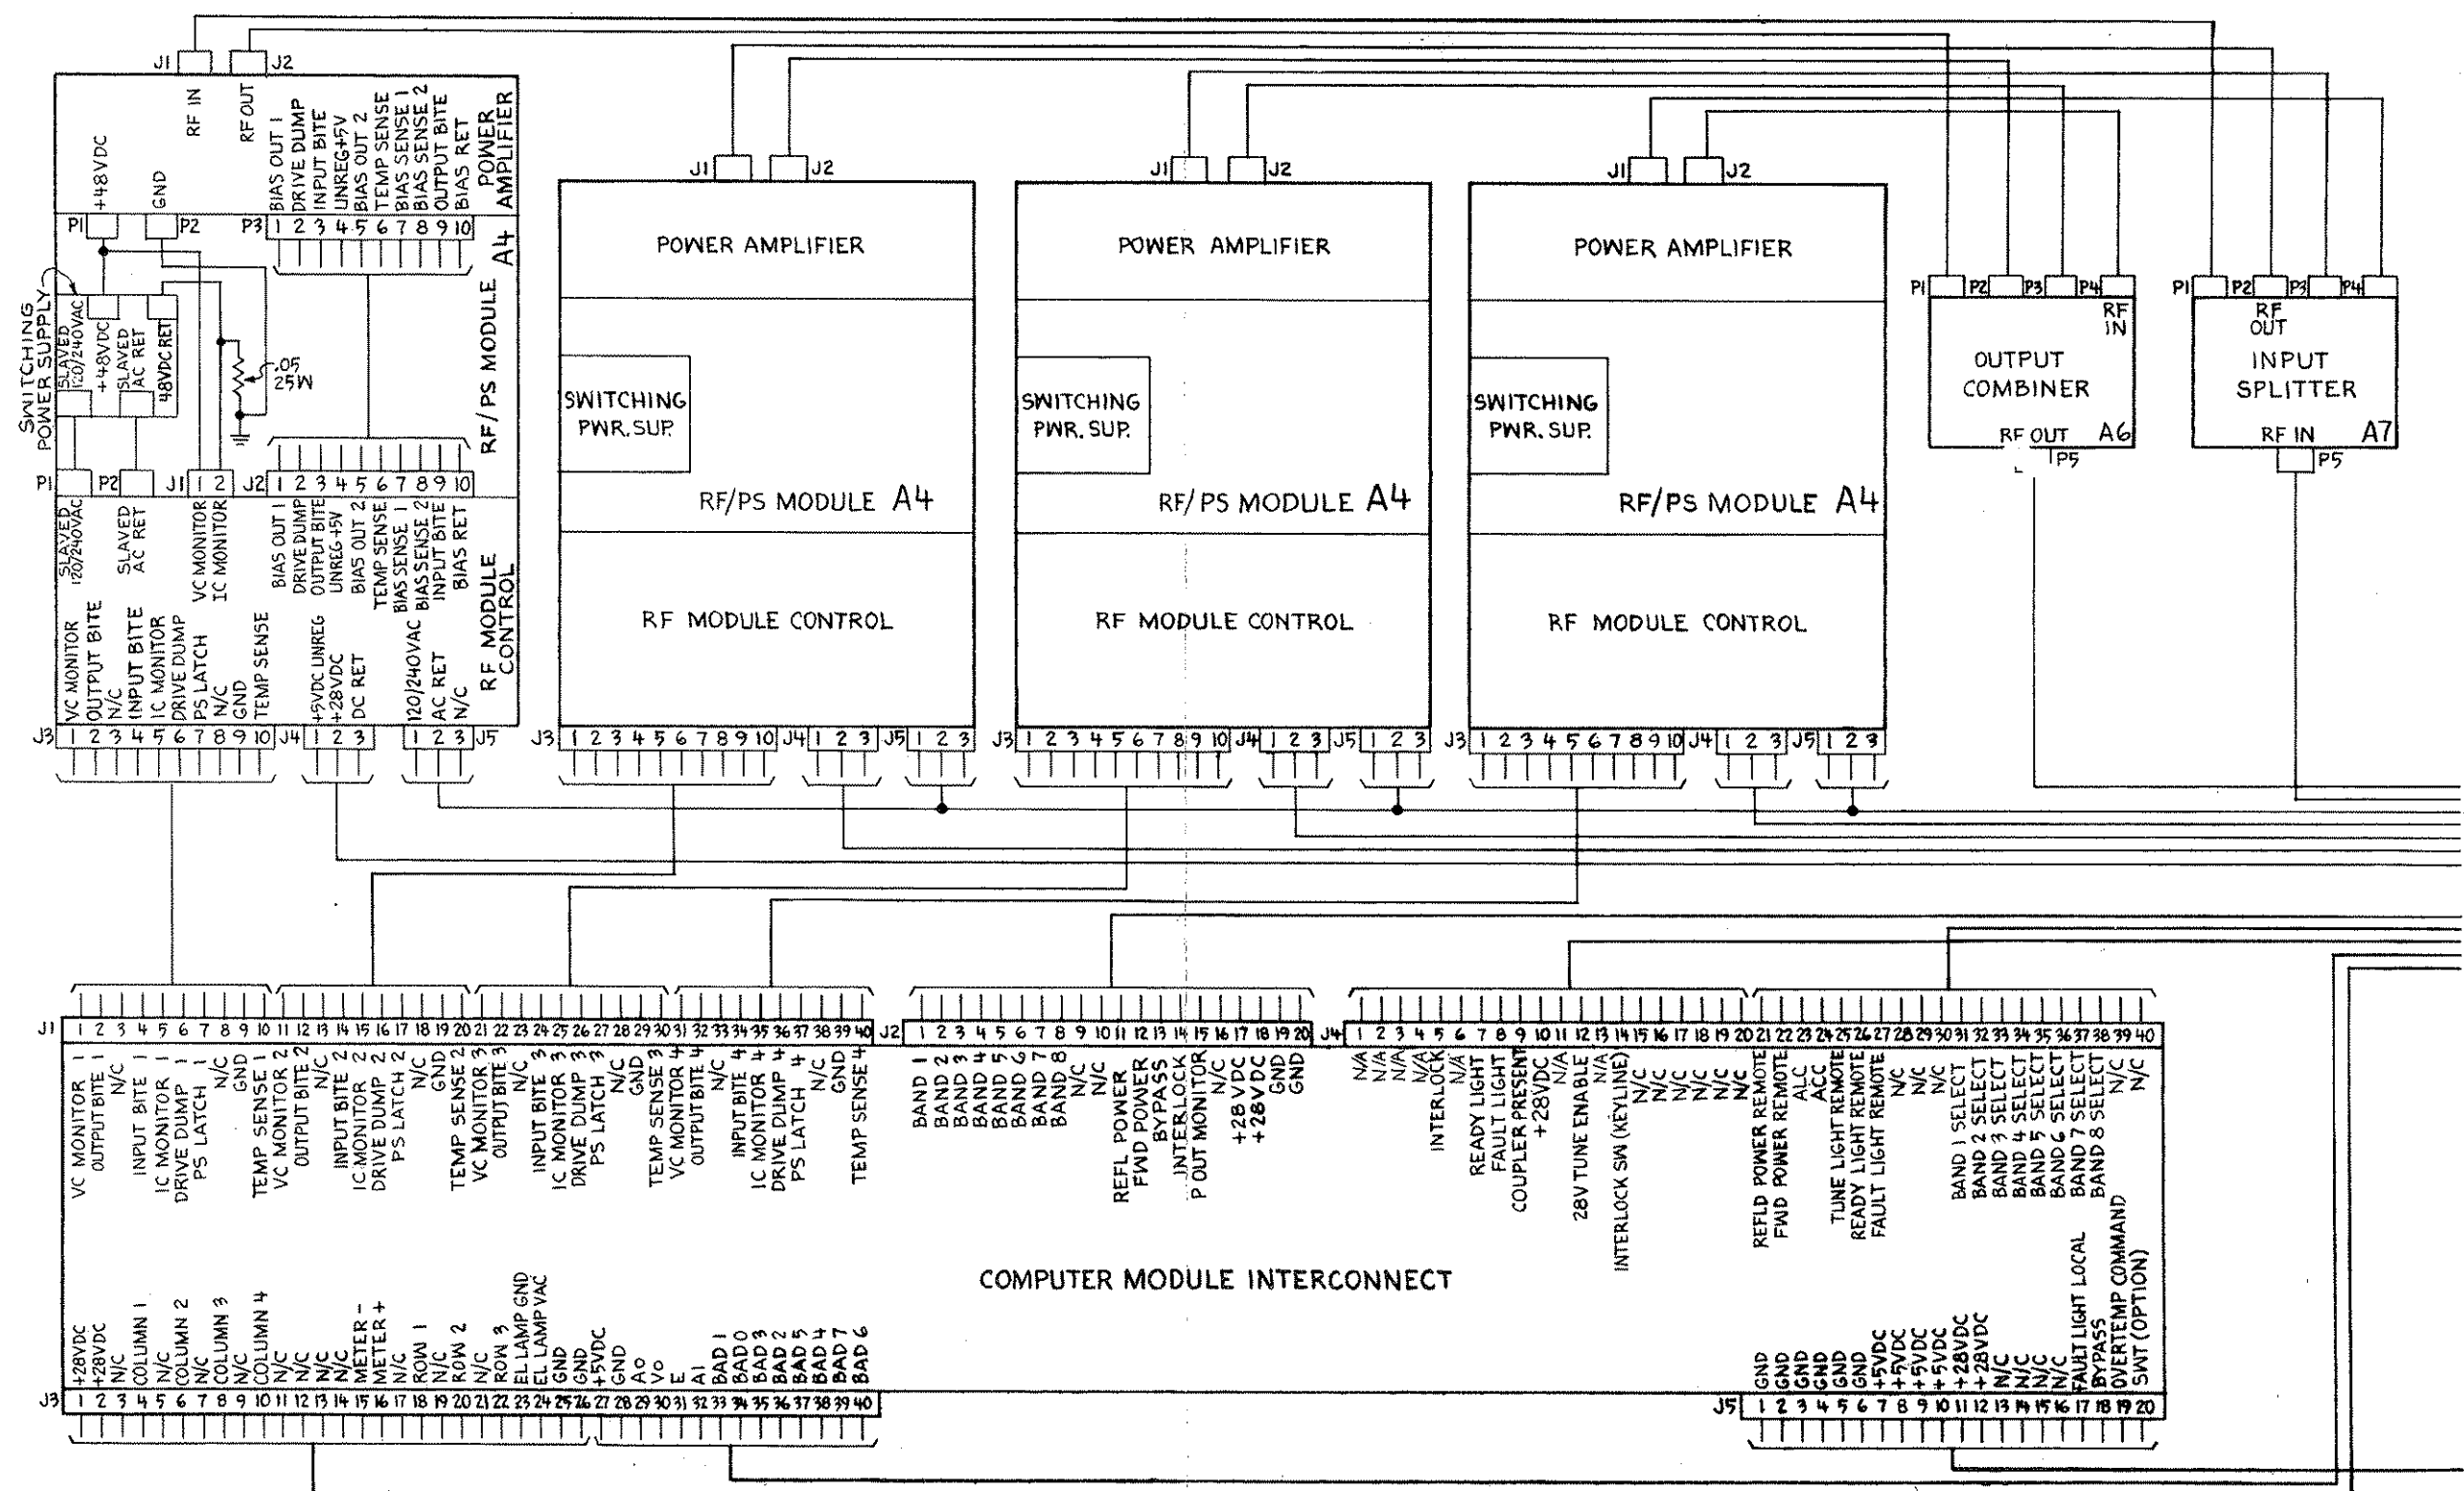 J1 J2
RF IN
RF OUT
+48VDC
GND
BIAS OUT 1
DRIVE DUMP
INPUT BITE
UNREG+5V
BIAS OUT 2
TEMP SENSE
BIAS SENSE 1
BIAS SENSE 2
OUTPUT BITE
BIAS RET
POWER
AMPLIFIER
P1 P2 P3 1 2 3 4 5 6 7 8 9 10
SWITCHING
POWER SUPPLY
SLAVED
120/240VAC
+48VDC
SLAVED
AC RET
48VDC RET
.05
25W
RF/PS MODULE A4
P1 P2 J1 1 2 J2 1 2 3 4 5 6 7 8 9 10
SLAVED
120/240VAC
SLAVED
AC RET
VC MONITOR
IC MONITOR
BIAS OUT 1
DRIVE DUMP
OUTPUT BITE
UNREG+5V
BIAS OUT 2
TEMP SENSE
BIAS SENSE 1
BIAS SENSE 2
INPUT BITE
BIAS RET
RF MODULE
CONTROL
VC MONITOR
OUTPUT BITE
N/C
INPUT BITE
IC MONITOR
DRIVE DUMP
PS LATCH
N/C
GND
TEMP SENSE
+5VDC UNREG
+28VDC
DC RET
120/240VAC
AC RET
N/C
J3 1 2 3 4 5 6 7 8 9 10 J4 1 2 3 1 2 3 J5
J1 J2
POWER AMPLIFIER
SWITCHING
PWR. SUP.
RF/PS MODULE A4
RF MODULE CONTROL
J3 1 2 3 4 5 6 7 8 9 10 J4 1 2 3 J5 1 2 3
J1 J2
POWER AMPLIFIER
SWITCHING
PWR. SUP.
RF/PS MODULE A4
RF MODULE CONTROL
J3 1 2 3 4 5 6 7 8 9 10 J4 1 2 3 J5 1 2 3
J1 J2
POWER AMPLIFIER
SWITCHING
PWR. SUP.
RF/PS MODULE A4
RF MODULE CONTROL
J3 1 2 3 4 5 6 7 8 9 10 J4 1 2 3 J5 1 2 3
P1 P2 P3 P4
RF
IN
OUTPUT
COMBINER
RF OUT A6
P5
P1 P2 P3 P4
RF
OUT
INPUT
SPLITTER
RF IN A7
P5
J1 1 2 3 4 5 6 7 8 9 10 11 12 13 14 15 16 17 18 19 20 21 22 23 24 25 26 27 28 29 30 31 32 33 34 35 36 37 38 39 40
VC MONITOR 1
OUTPUT BITE 1
N/C
INPUT BITE 1
IC MONITOR 1
DRIVE DUMP 1
PS LATCH 1
N/C
GND
TEMP SENSE 1
VC MONITOR 2
OUTPUT BITE 2
N/C
INPUT BITE 2
IC MONITOR 2
DRIVE DUMP 2
PS LATCH 2
N/C
GND
TEMP SENSE 2
VC MONITOR 3
OUTPUT BITE 3
N/C
INPUT BITE 3
IC MONITOR 3
DRIVE DUMP 3
PS LATCH 3
N/C
GND
TEMP SENSE 3
VC MONITOR 4
OUTPUT BITE 4
N/C
INPUT BITE 4
IC MONITOR 4
DRIVE DUMP 4
PS LATCH 4
N/C
GND
TEMP SENSE 4
J2 1 2 3 4 5 6 7 8 9 10 11 12 13 14 15 16 17 18 19 20
BAND 1
BAND 2
BAND 3
BAND 4
BAND 5
BAND 6
BAND 7
BAND 8
N/C
N/C
REFL POWER
FWD POWER
BYPASS
INTERLOCK
P OUT MONITOR
N/C
+28VDC
+28VDC
GND
GND
J4 1 2 3 4 5 6 7 8 9 10 11 12 13 14 15 16 17 18 19 20 21 22 23 24 25 26 27 28 29 30 31 32 33 34 35 36 37 38 39 40
N/A
N/A
N/A
N/A
INTERLOCK
N/A
READY LIGHT
FAULT LIGHT
COUPLER PRESENT
+28VDC
N/A
28V TUNE ENABLE
N/A
INTERLOCK SW (KEYLINE)
N/C
N/C
N/C
N/C
N/C
N/C
REFLD POWER REMOTE
FWD POWER REMOTE
ALC
ACC
TUNE LIGHT REMOTE
READY LIGHT REMOTE
FAULT LIGHT REMOTE
N/C
N/C
N/C
BAND 1 SELECT
BAND 2 SELECT
BAND 3 SELECT
BAND 4 SELECT
BAND 5 SELECT
BAND 6 SELECT
BAND 7 SELECT
BAND 8 SELECT
N/C
N/C
COMPUTER MODULE INTERCONNECT
+28VDC
+28VDC
N/C
COLUMN 1
N/C
COLUMN 2
N/C
COLUMN 3
N/C
COLUMN 4
N/C
N/C
N/C
N/C
METER -
METER +
N/C
ROW 1
N/C
ROW 2
N/C
ROW 3
EL LAMP GND
EL LAMP VAC
GND
GND
+5VDC
GND
A0
V0
E
A1
BAD 1
BAD 0
BAD 3
BAD 2
BAD 5
BAD 4
BAD 7
BAD 6
J3 1 2 3 4 5 6 7 8 9 10 11 12 13 14 15 16 17 18 19 20 21 22 23 24 25 26 27 28 29 30 31 32 33 34 35 36 37 38 39 40
GND
GND
GND
GND
GND
GND
+5VDC
+5VDC
+5VDC
+5VDC
+28VDC
+28VDC
N/C
N/C
N/C
N/C
FAULT LIGHT LOCAL
BYPASS
OVERTEMP COMMAND
SWT (OPTION)
J5 1 2 3 4 5 6 7 8 9 10 11 12 13 14 15 16 17 18 19 20